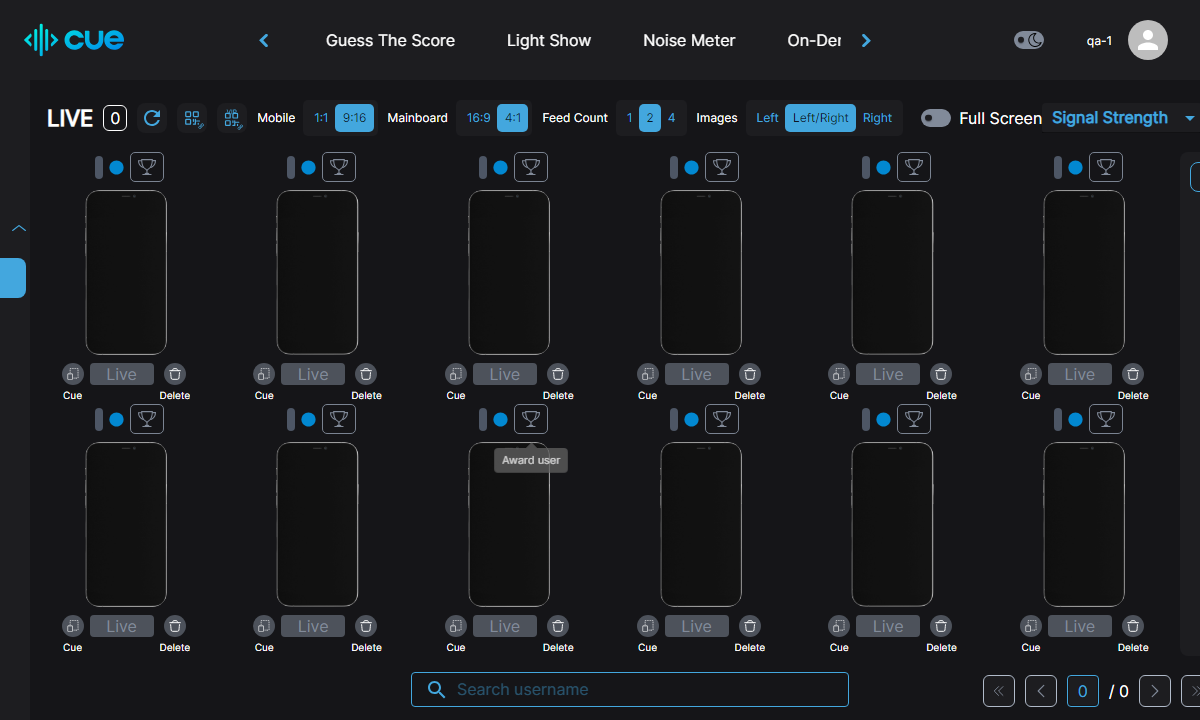 cue
Guess The Score
Light Show
Noise Meter
On-Der
qa-1
LIVE 0
Mobile 1:1 9:16
Mainboard 16:9 4:1
Feed Count 1 2 4
Images Left Left/Right Right
Full Screen
Signal Strength
Live Live Live Live Live Live
Cue Delete Cue Delete Cue Delete Cue Delete Cue Delete Cue Delete
Award user
Live Live Live Live Live Live
Cue Delete Cue Delete Cue Delete Cue Delete Cue Delete Cue Delete
Search username
0 / 0